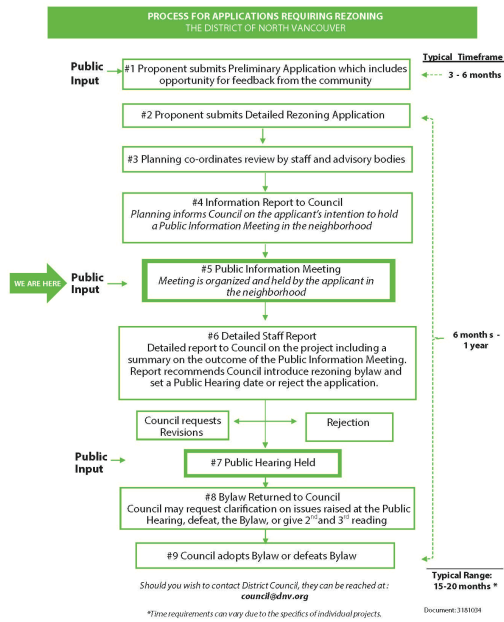 PROCESS FOR APPLICATIONS REQUIRING REZONING
THE DISTRICT OF NORTH VANCOUVER
Typical Timeframe
Public
Input
#1 Proponent submits Preliminary Application which includes
opportunity for feedback from the community
3 - 6 months
#2 Proponent submits Detailed Rezoning Application
#3 Planning co-ordinates review by staff and advisory bodies
#4 Information Report to Council
Planning informs Council on the applicant's intention to hold
a Public Information Meeting in the neighborhood
WE ARE HERE
Public
Input
#5 Public Information Meeting
Meeting is organized and held by the applicant in
the neighborhood
#6 Detailed Staff Report
Detailed report to Council on the project including a
summary on the outcome of the Public Information Meeting.
Report recommends Council introduce rezoning bylaw and
set a Public Hearing date or reject the application.
6 month s -
1 year
Council requests
Revisions
Rejection
Public
Input
#7 Public Hearing Held
#8 Bylaw Returned to Council
Council may request clarification on issues raised at the Public
Hearing, defeat, the Bylaw, or give 2nd and 3rd reading
#9 Council adopts Bylaw or defeats Bylaw
Typical Range:
15-20 months *
Should you wish to contact District Council, they can be reached at :
council@dnv.org
*Time requirements can vary due to the specifics of individual projects.
Document: 3181034